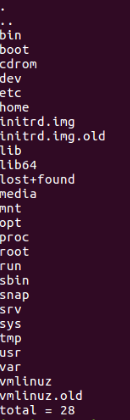 .
..
bin
boot
cdrom
dev
etc
home
initrd.img
initrd.img.old
lib
lib64
lost+found
media
mnt
opt
proc
root
run
sbin
snap
srv
sys
tmp
usr
var
vmlinuz
vmlinuz.old
total = 28